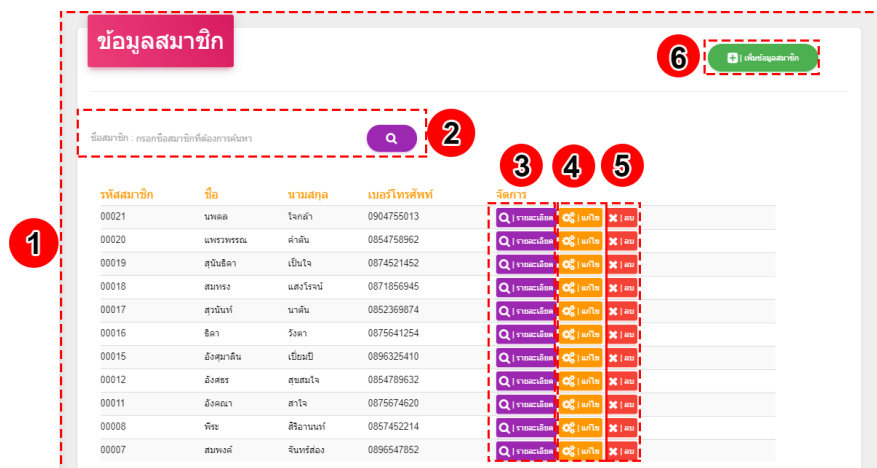 ข้อมูลสมาชิก
6
| เพิ่มข้อมูลสมาชิก
ชื่อสมาชิก : กรอกชื่อสมาชิกที่ต้องการค้นหา
2
3 4 5
รหัสสมาชิก ชื่อ นามสกุล เบอร์โทรศัพท์ จัดการ
00021 นพดล ใจกล้า 0904755013 | รายละเอียด | แก้ไข | ลบ
00020 แพรวพรรณ คำตัน 0854758962 | รายละเอียด | แก้ไข | ลบ
1
00019 สุนันธิดา เป็นใจ 0874521452 | รายละเอียด | แก้ไข | ลบ
00018 สมทรง แสงโรจน์ 0871856945 | รายละเอียด | แก้ไข | ลบ
00017 สุวนันท์ นาตัน 0852369874 | รายละเอียด | แก้ไข | ลบ
00016 ธิดา วังดา 0875641254 | รายละเอียด | แก้ไข | ลบ
00015 อังศุมาลิน เปี่ยมปี 0896325410 | รายละเอียด | แก้ไข | ลบ
00012 อังศธร สุขสมใจ 0854789632 | รายละเอียด | แก้ไข | ลบ
00011 อังคณา สาใจ 0875674620 | รายละเอียด | แก้ไข | ลบ
00008 พีระ สิริอานนท์ 0857452214 | รายละเอียด | แก้ไข | ลบ
00007 สมพงค์ จันทร์ส่อง 0896547852 | รายละเอียด | แก้ไข | ลบ